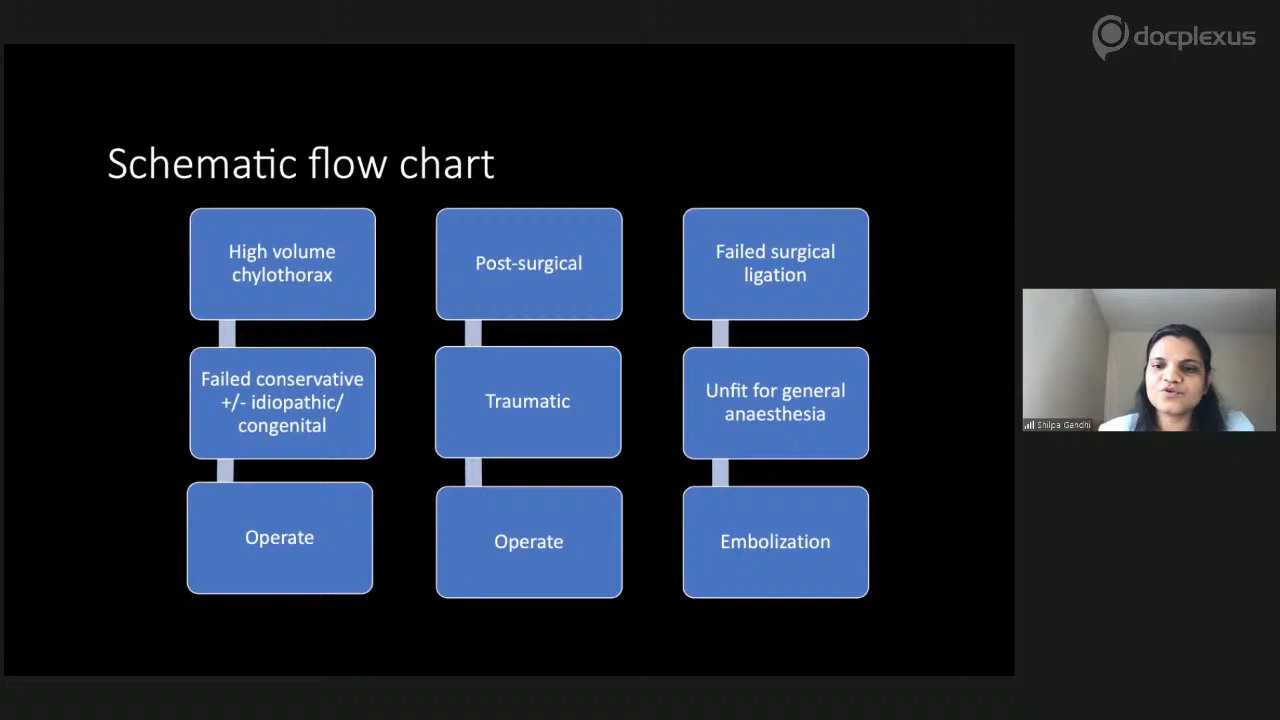 docplexus
Schematic flow chart
High volume
chylothorax
Failed conservative
+/- idiopathic/
congenital
Operate
Post-surgical
Traumatic
Operate
Failed surgical
ligation
Unfit for general
anaesthesia
Embolization
Shilpa Gandhi